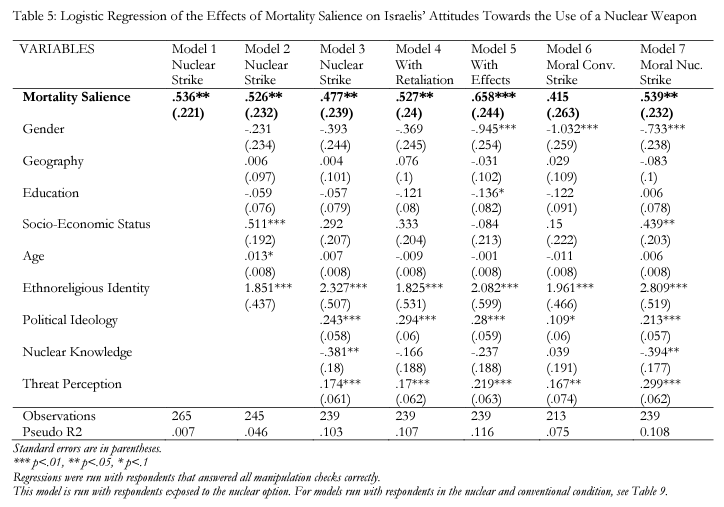 Table 5: Logistic Regression of the Effects of Mortality Salience on Israelis' Attitudes Towards the Use of a Nuclear Weapon
VARIABLES Model 1 Model 2 Model 3 Model 4 Model 5 Model 6 Model 7
Nuclear Nuclear Nuclear With With Moral Conv. Moral Nuc.
Strike Strike Strike Retaliation Effects Strike Strike
Mortality Salience .536** .526** .477** .527** .658*** .415 .539**
(.221) (.232) (.239) (.24) (.244) (.263) (.232)
Gender -.231 -.393 -.369 -.945*** -1.032*** -.733***
(.234) (.244) (.245) (.254) (.259) (.238)
Geography .006 .004 .076 -.031 .029 -.083
(.097) (.101) (.1) (.102) (.109) (.1)
Education -.059 -.057 -.121 -.136* -.122 .006
(.076) (.079) (.08) (.082) (.091) (.078)
Socio-Economic Status .511*** .292 .333 -.084 .15 .439**
(.192) (.207) (.204) (.213) (.222) (.203)
Age .013* .007 -.009 -.001 -.011 .006
(.008) (.008) (.008) (.008) (.008) (.008)
Ethnoreligious Identity 1.851*** 2.327*** 1.825*** 2.082*** 1.961*** 2.809***
(.437) (.507) (.531) (.599) (.466) (.519)
Political Ideology .243*** .294*** .28*** .109* .213***
(.058) (.06) (.059) (.06) (.057)
Nuclear Knowledge -.381** -.166 -.237 .039 -.394**
(.18) (.188) (.188) (.191) (.177)
Threat Perception .174*** .17*** .219*** .167** .299***
(.061) (.062) (.063) (.074) (.062)
Observations 265 245 239 239 239 213 239
Pseudo R2 .007 .046 .103 .107 .116 .075 0.108
Standard errors are in parentheses.
*** p<.01, ** p<.05, * p<.1
Regressions were run with respondents that answered all manipulation checks correctly.
This model is run with respondents exposed to the nuclear option. For models run with respondents in the nuclear and conventional condition, see Table 9.